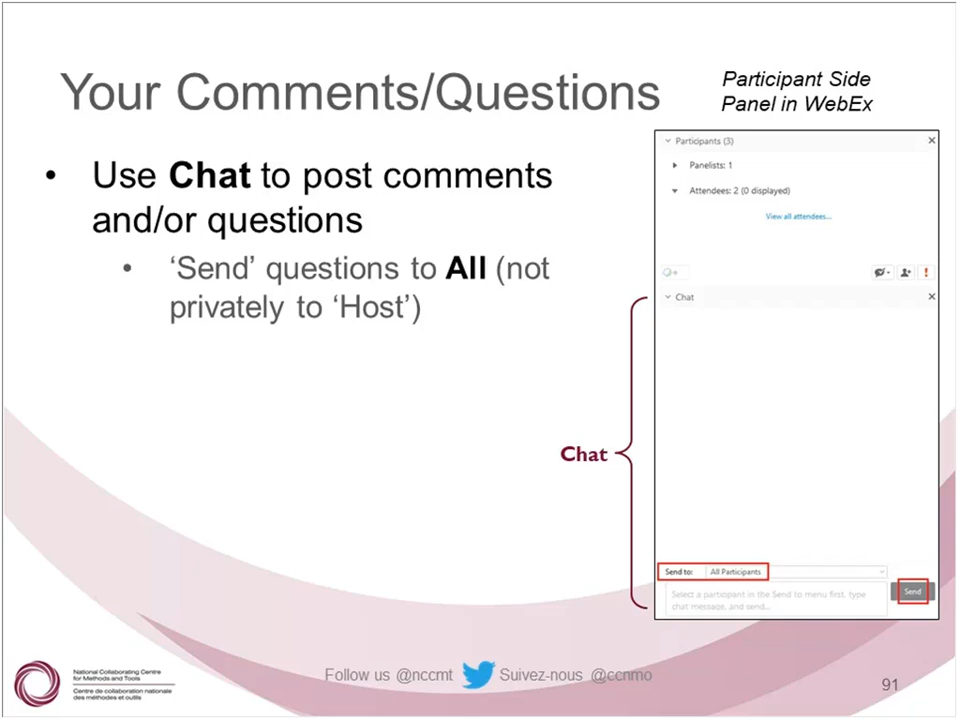 Your Comments/Questions
Participant Side
Panel in WebEx
• Use Chat to post comments
and/or questions
• ‘Send’ questions to All (not
privately to ‘Host’)
Participants (3)
Panelists: 1
Attendees: 2 (0 displayed)
View all attendees...
Chat
Chat
Send to: All Participants
Select a participant in the Send to menu first, type
chat message, and send...
Send
National Collaborating Centre
for Methods and Tools
Centre de collaboration nationale
des méthodes et outils
Follow us @nccmt Suivez-nous @ccnmo
91